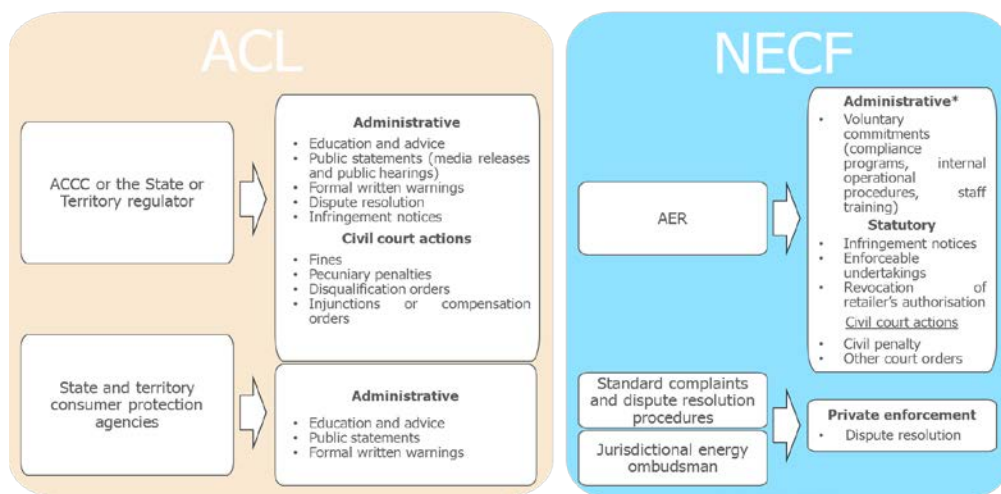 ACL
ACCC or the State or
Territory regulator
Administrative
• Education and advice
• Public statements (media releases
and public hearings)
• Formal written warnings
• Dispute resolution
• Infringement notices
Civil court actions
• Fines
• Pecuniary penalties
• Disqualification orders
• Injunctions or compensation
orders
State and territory
consumer protection
agencies
Administrative
• Education and advice
• Public statements
• Formal written warnings
NECF
AER
Administrative*
• Voluntary
commitments
(compliance
programs, internal
operational
procedures, staff
training)
Statutory
• Infringement notices
• Enforceable
undertakings
• Revocation of
retailer's authorisation
Civil court actions
• Civil penalty
• Other court orders
Standard complaints
and dispute resolution
procedures
Jurisdictional energy
ombudsman
Private enforcement
• Dispute resolution